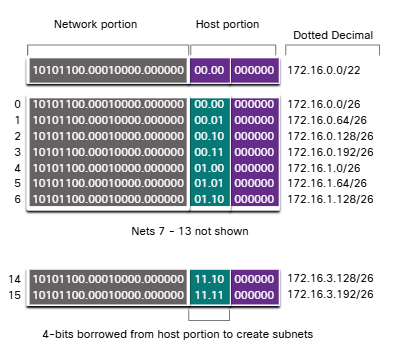 Network portion Host portion
Dotted Decimal
10101100.00010000.000000 00.00 000000 172.16.0.0/22
0 10101100.00010000.000000 00.00 000000 172.16.0.0/26
1 10101100.00010000.000000 00.01 000000 172.16.0.64/26
2 10101100.00010000.000000 00.10 000000 172.16.0.128/26
3 10101100.00010000.000000 00.11 000000 172.16.0.192/26
4 10101100.00010000.000000 01.00 000000 172.16.1.0/26
5 10101100.00010000.000000 01.01 000000 172.16.1.64/26
6 10101100.00010000.000000 01.10 000000 172.16.1.128/26
Nets 7 - 13 not shown
14 10101100.00010000.000000 11.10 000000 172.16.3.128/26
15 10101100.00010000.000000 11.11 000000 172.16.3.192/26
4-bits borrowed from host portion to create subnets